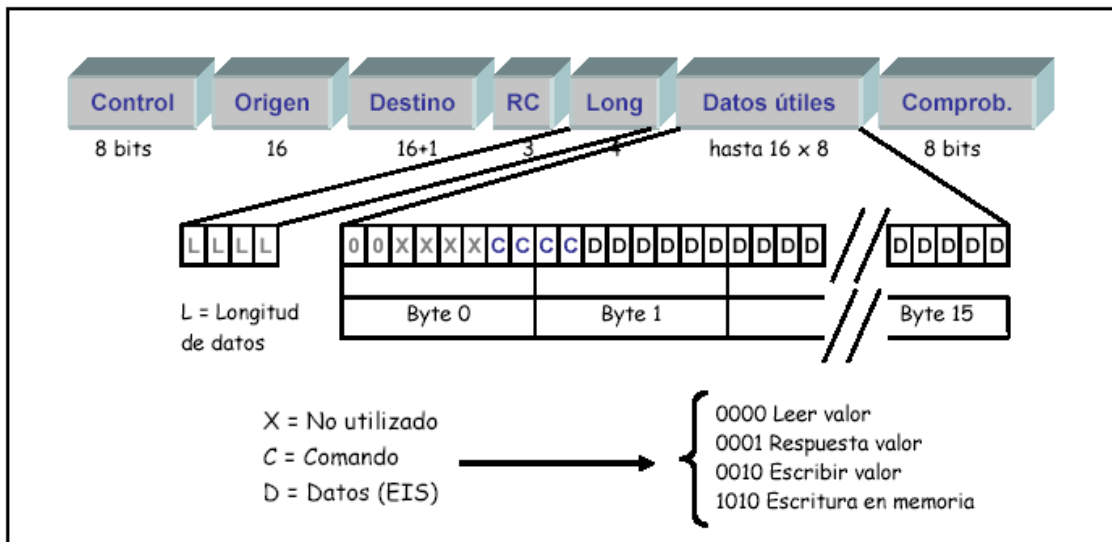 Control Origen Destino RC Long Datos útiles Comprob.
8 bits 16 16+1 3 4 hasta 16 x 8 8 bits
L L L L 0 0 X X X X C C C C D D D D D D D D D D D D D D D
L = Longitud de datos
Byte 0 Byte 1 Byte 15
X = No utilizado
C = Comando
D = Datos (EIS)
0000 Leer valor
0001 Respuesta valor
0010 Escribir valor
1010 Escritura en memoria